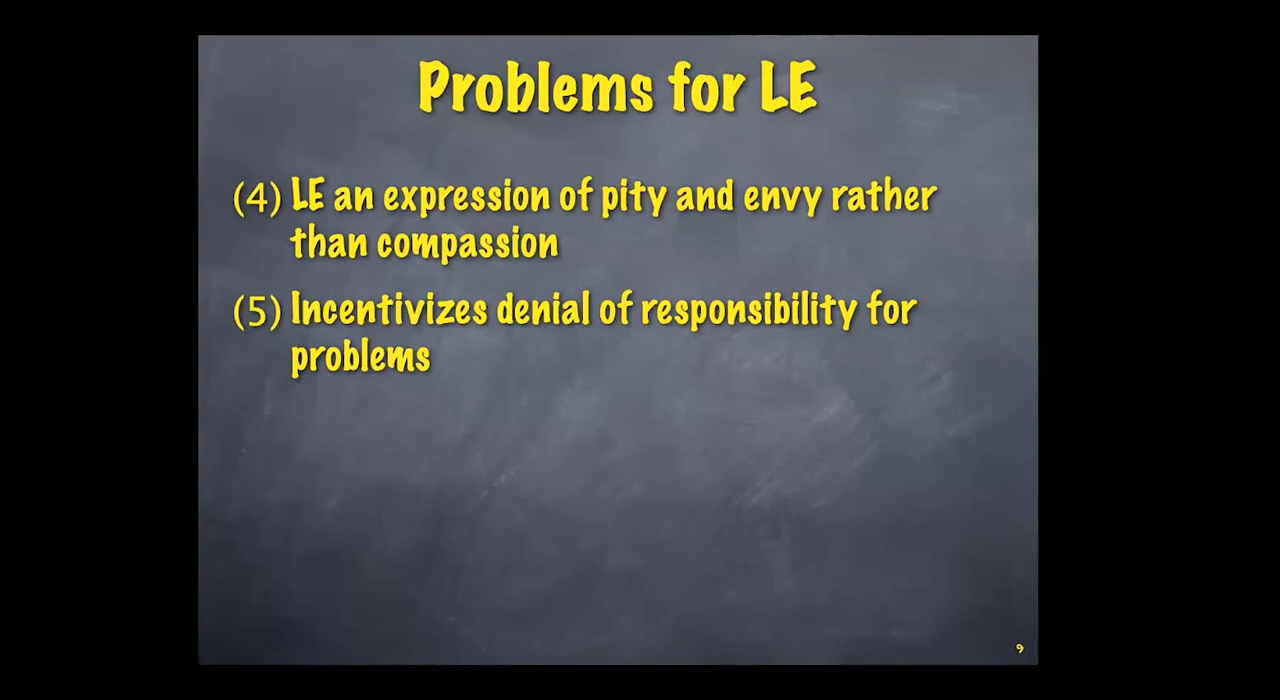 Problems for LE
(4) LE an expression of pity and envy rather
than compassion
(5) Incentivizes denial of responsibility for
problems
9